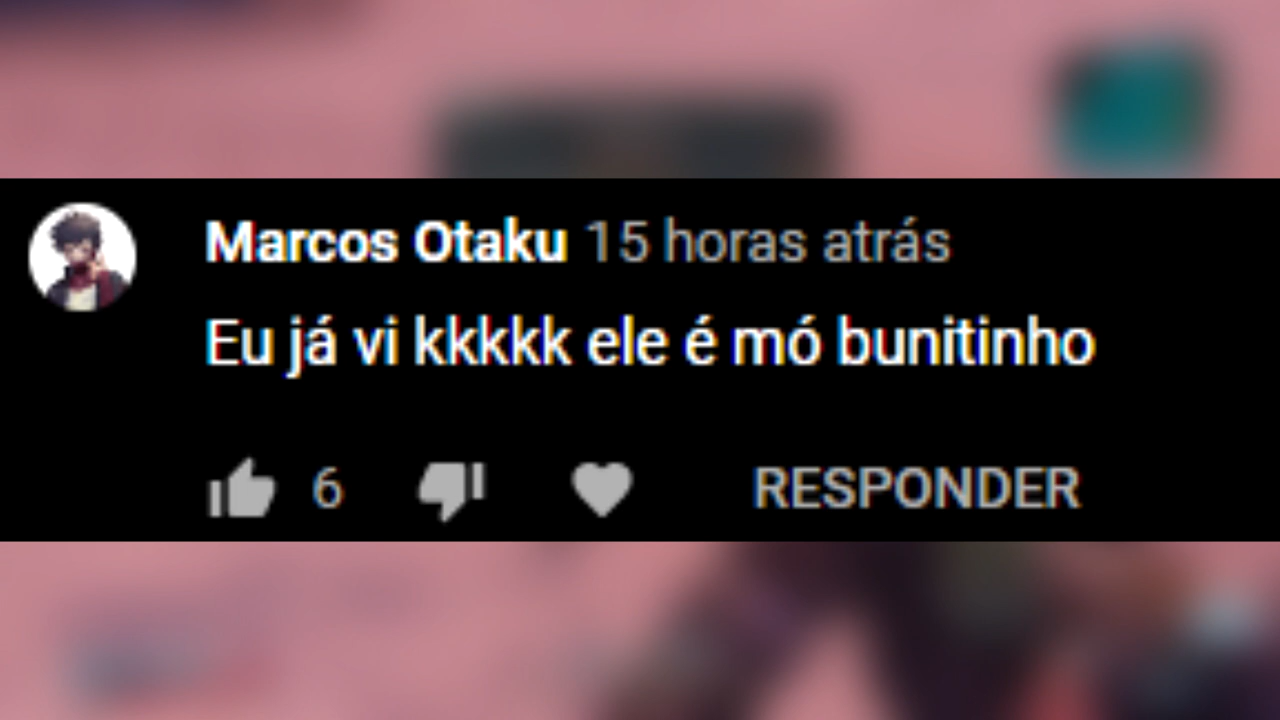 Marcos Otaku 15 horas atrás
Eu já vi kkkkk ele é mó bunitinho
6 RESPONDER